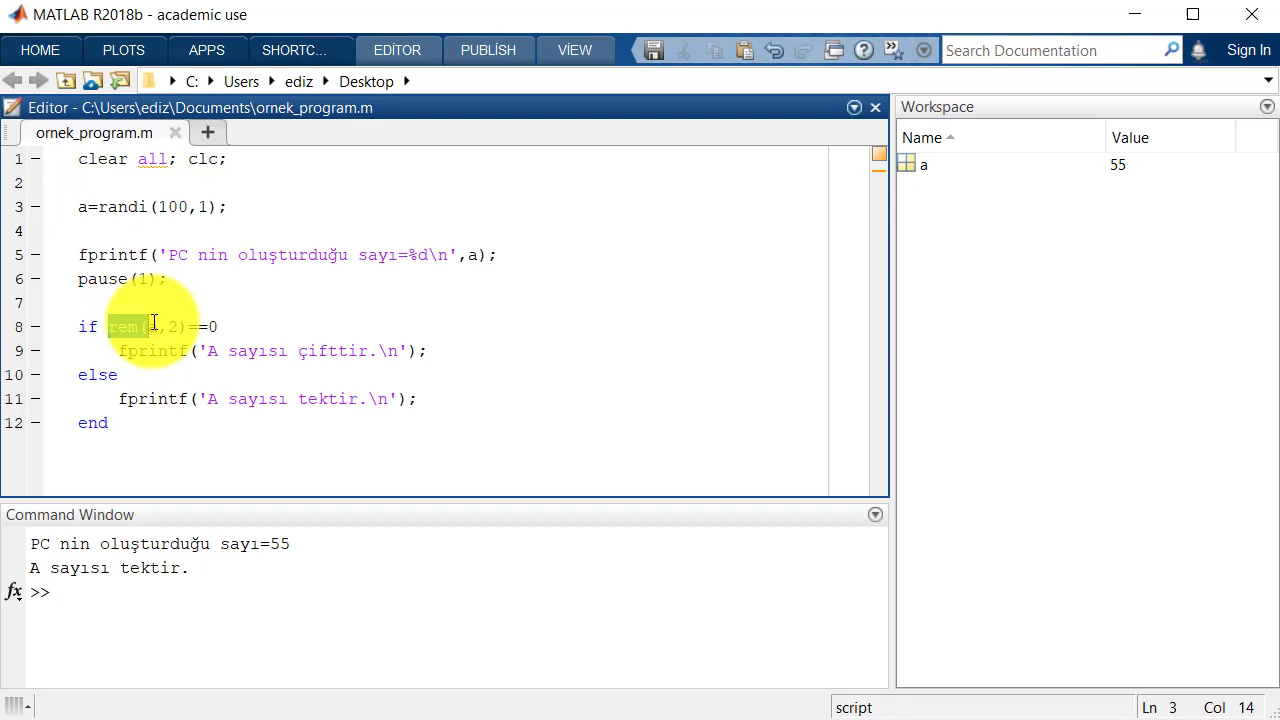 MATLAB R2018b - academic use
HOME PLOTS APPS SHORTC... EDİTOR PUBLİSH VİEW Search Documentation Sign In
C: Users ediz Desktop
Editor - C:\Users\ediz\Documents\ornek_program.m
ornek_program.m
1 clear all; clc;
2
3 a=randi(100,1);
4
5 fprintf('PC nin oluşturduğu sayı=%d\n',a);
6 pause(1);
7
8 if rem(a,2)==0
9 fprintf('A sayısı çifttir.\n');
10 else
11 fprintf('A sayısı tektir.\n');
12 end
Workspace
Name Value
a 55
Command Window
PC nin oluşturduğu sayı=55
A sayısı tektir.
fx >>
script Ln 3 Col 14